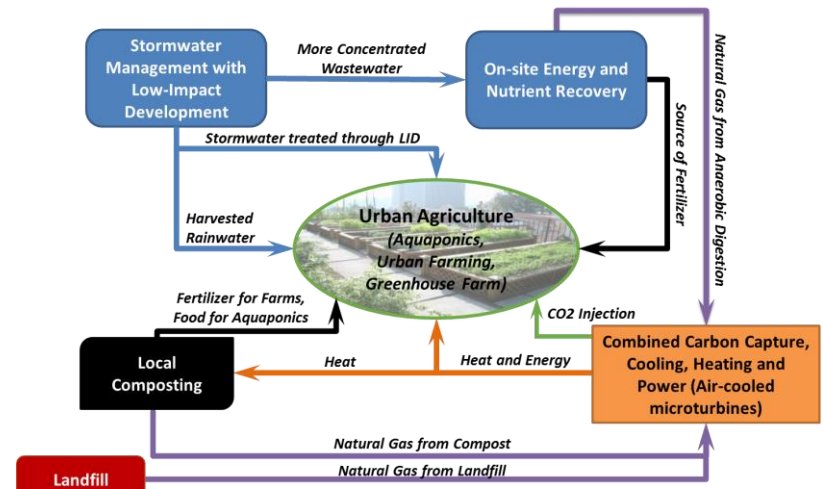 Stormwater
Management with
Low-Impact
Development
More Concentrated
Wastewater
On-site Energy and
Nutrient Recovery
Natural Gas from Anaerobic Digestion
Source of Fertilizer
Stormwater treated through LID
Harvested
Rainwater
Urban Agriculture
(Aquaponics,
Urban Farming,
Greenhouse Farm)
Fertilizer for Farms,
Food for Aquaponics
CO2 Injection
Local
Composting
Heat
Heat and Energy
Combined Carbon Capture,
Cooling, Heating and
Power (Air-cooled
microturbines)
Natural Gas from Compost
Natural Gas from Landfill
Landfill